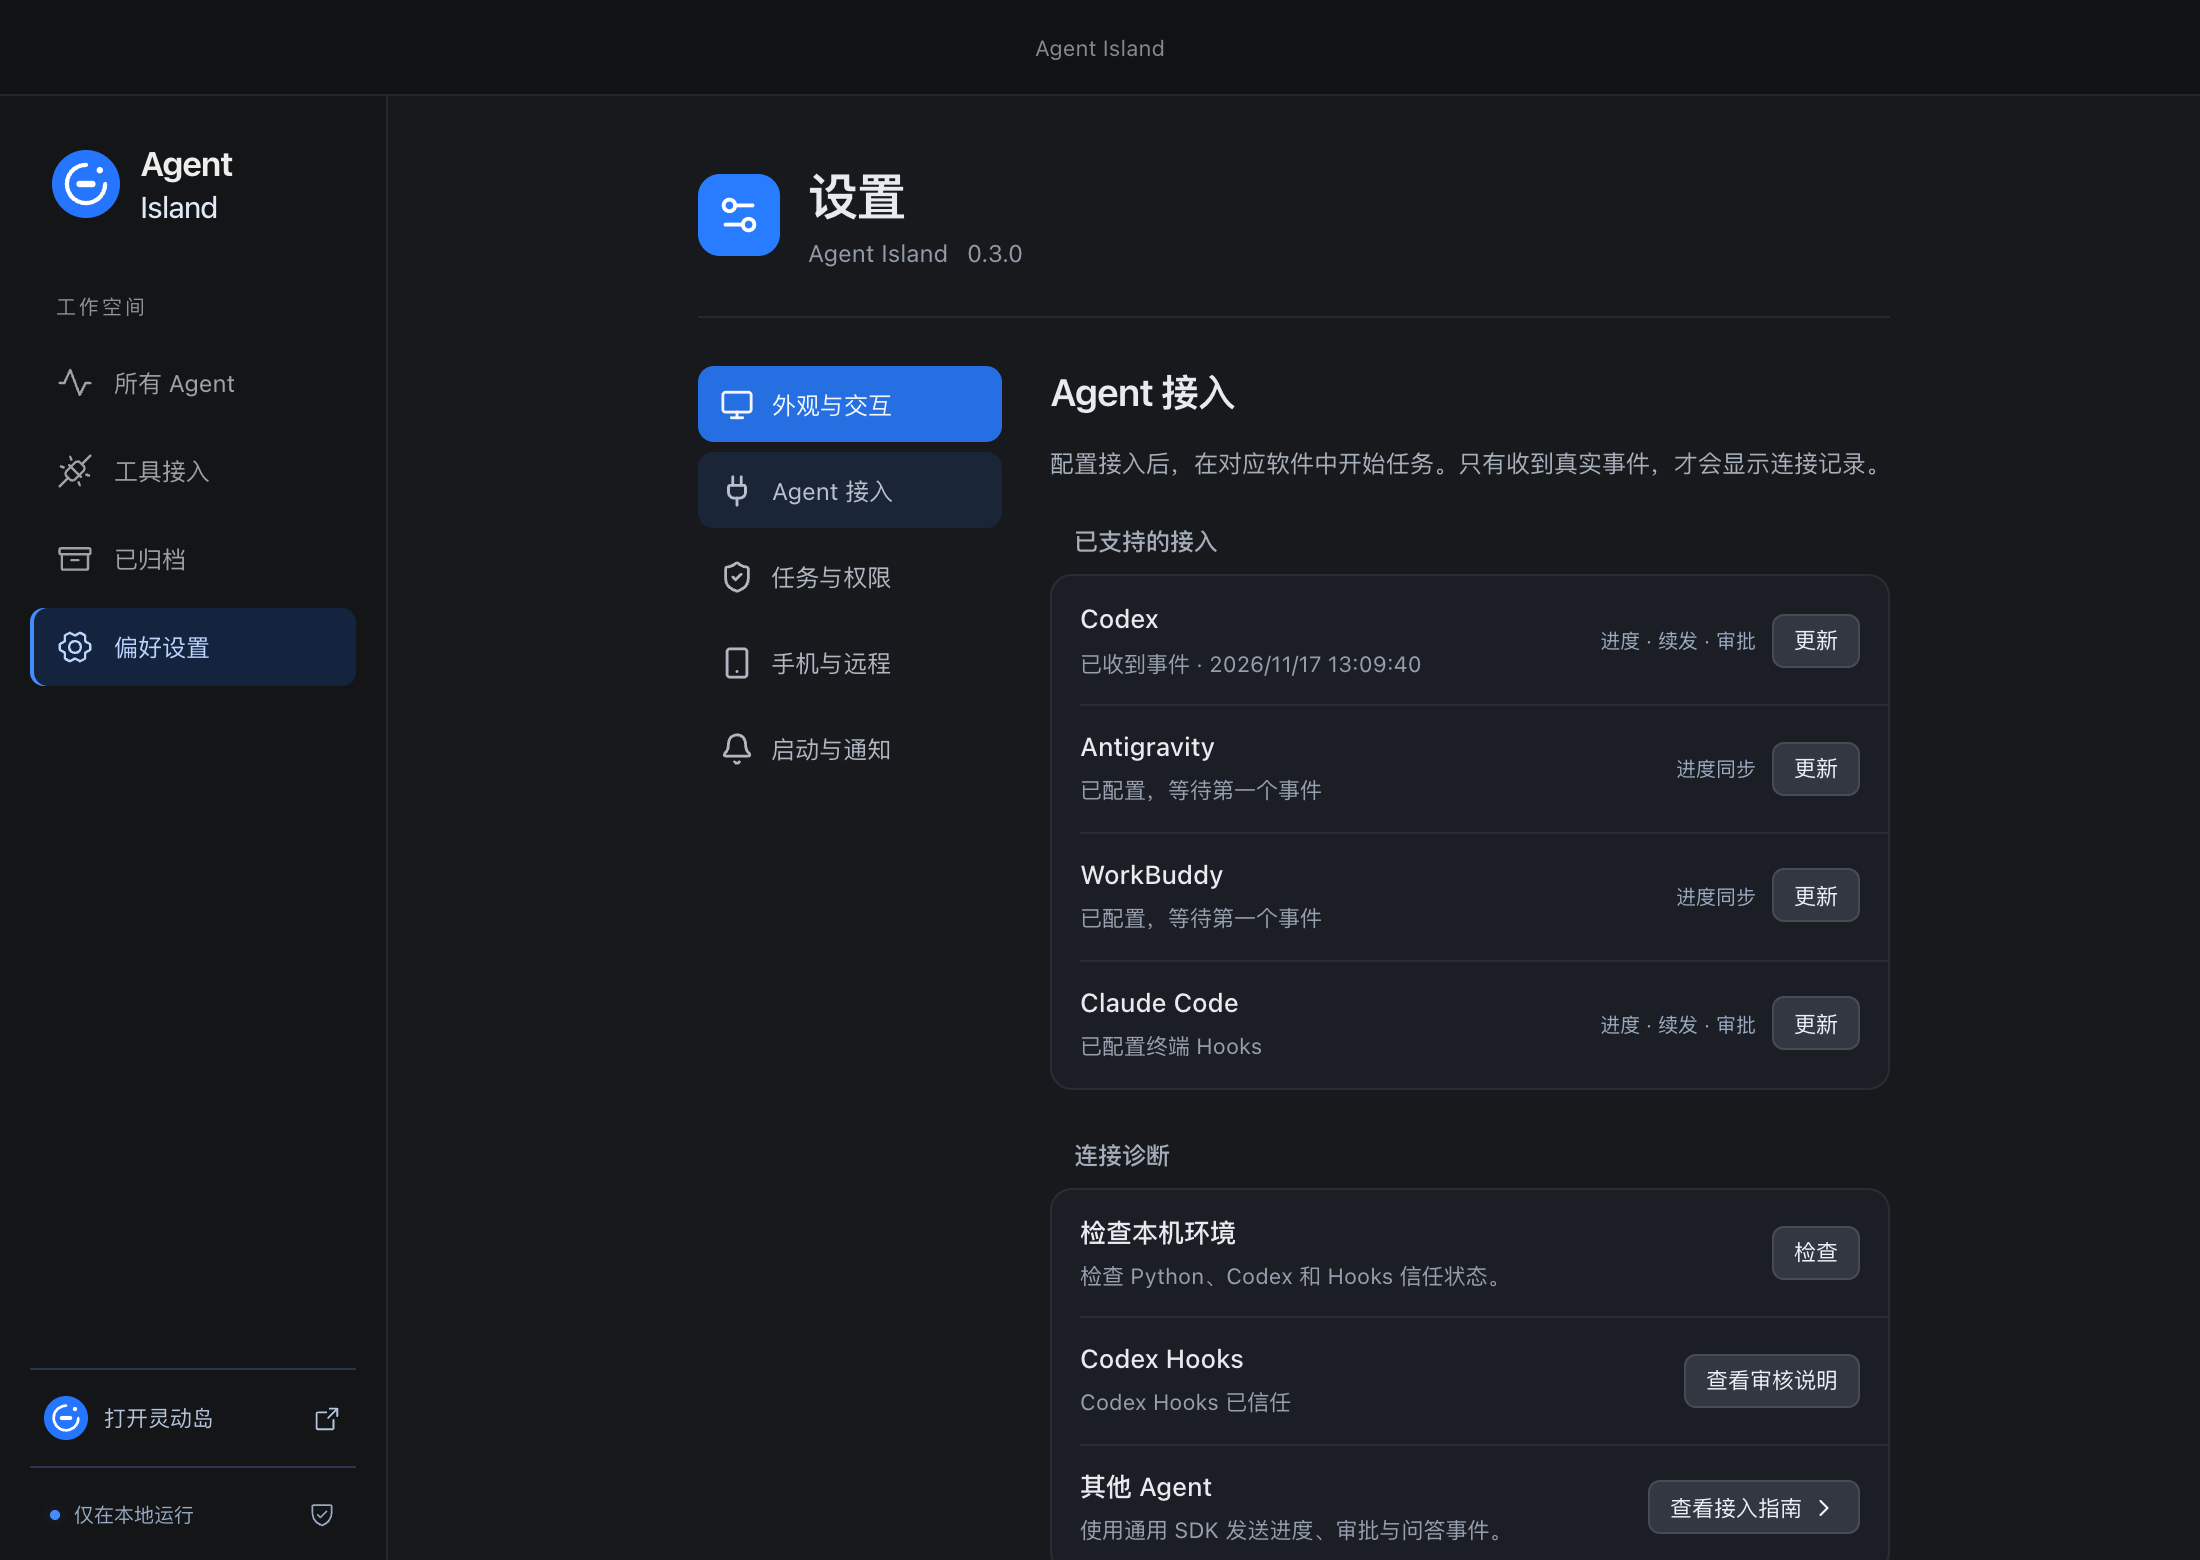 Agent Island
Agent
Island
工作空间
所有 Agent
工具接入
已归档
偏好设置
打开灵动岛
仅在本地运行
设置
Agent Island 0.3.0
外观与交互
Agent 接入
任务与权限
手机与远程
启动与通知
Agent 接入
配置接入后，在对应软件中开始任务。只有收到真实事件，才会显示连接记录。
已支持的接入
Codex
已收到事件 · 2026/11/17 13:09:40
进度 · 续发 · 审批
更新
Antigravity
已配置，等待第一个事件
进度同步
更新
WorkBuddy
已配置，等待第一个事件
进度同步
更新
Claude Code
已配置终端 Hooks
进度 · 续发 · 审批
更新
连接诊断
检查本机环境
检查 Python、Codex 和 Hooks 信任状态。
检查
Codex Hooks
Codex Hooks 已信任
查看审核说明
其他 Agent
使用通用 SDK 发送进度、审批与问答事件。
查看接入指南